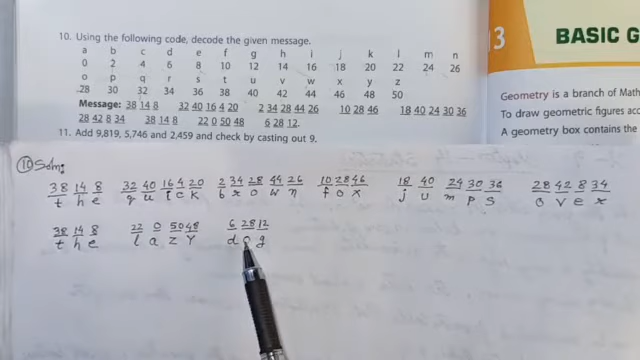 10. Using the following code, decode the given message.
a b c d e f g h i j k l m n
0 2 4 6 8 10 12 14 16 18 20 22 24 26
o p q r s t u v w x y z
28 30 32 34 36 38 40 42 44 46 48 50
Message: 38 14 8 32 40 16 4 20 2 34 28 44 26 10 28 46 18 40 24 30 36
28 42 8 34 38 14 8 22 0 50 48 6 28 12.
11. Add 9,819, 5,746 and 2,459 and check by casting out 9.
13 BASIC G
Geometry is a branch of Math
To draw geometric figures acc
A geometry box contains the
⑩ Soln:
38 14 8 32 40 16 4 20 2 34 28 44 26 10 28 46 18 40 24 30 36 28 42 8 34
t h e q u i c k b r o w n f o x j u m p s o v e r
38 14 8 22 0 50 48 6 28 12
t h e l a z y d o g